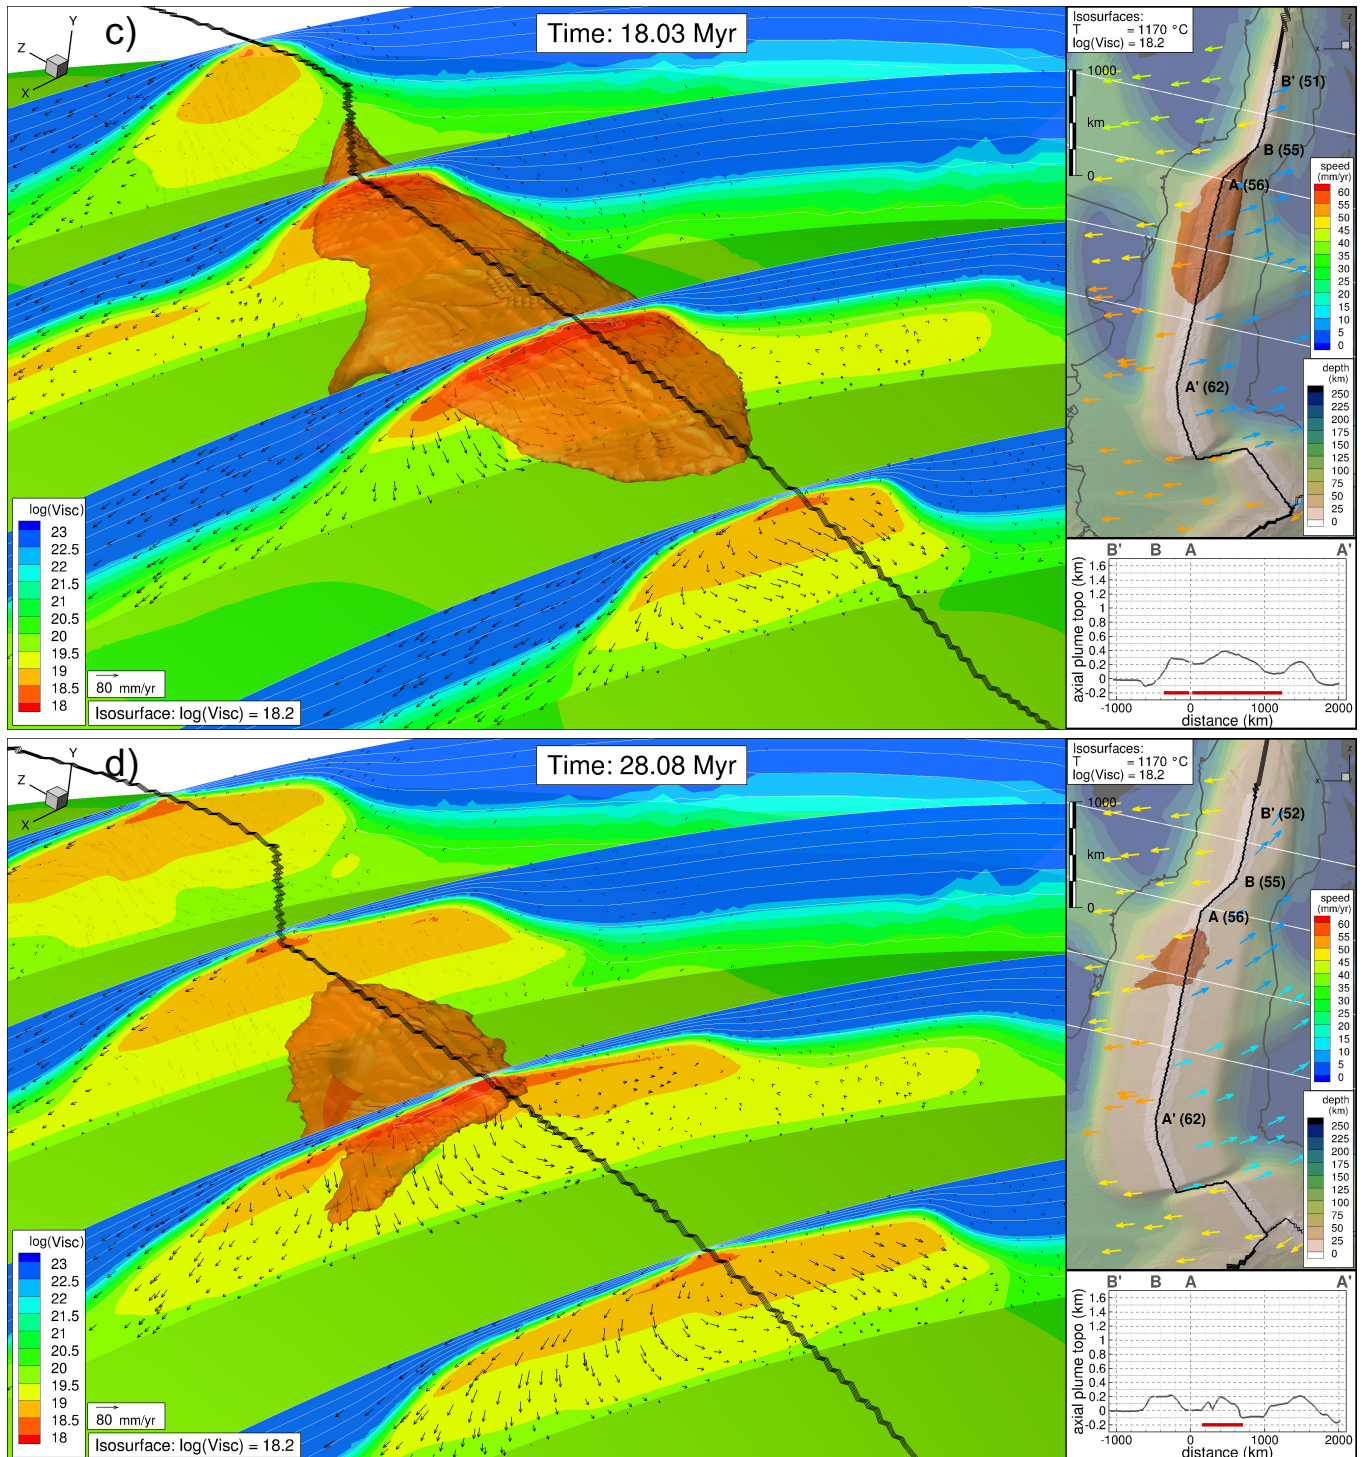 c)
Time: 18.03 Myr
Y
Z
X
log(Visc)
23
22.5
22
21.5
21
20.5
20
19.5
19
18.5
18
80 mm/yr
Isosurface: log(Visc) = 18.2
Isosurfaces:
T = 1170 °C
log(Visc) = 18.2
z
x
1000
km
0
B' (51)
B (55)
A (56)
A' (62)
speed
(mm/yr)
60
55
50
45
40
35
30
25
20
15
10
5
0
depth
(km)
250
225
200
175
150
125
100
75
50
25
0
B' B A A'
axial plume topo (km)
1.6
1.4
1.2
1
0.8
0.6
0.4
0.2
0
-0.2
-1000 0 1000 2000
distance (km)
d)
Time: 28.08 Myr
Y
Z
X
log(Visc)
23
22.5
22
21.5
21
20.5
20
19.5
19
18.5
18
80 mm/yr
Isosurface: log(Visc) = 18.2
Isosurfaces:
T = 1170 °C
log(Visc) = 18.2
z
x
1000
km
0
B' (52)
B (55)
A (56)
A' (62)
speed
(mm/yr)
60
55
50
45
40
35
30
25
20
15
10
5
0
depth
(km)
250
225
200
175
150
125
100
75
50
25
0
B' B A A'
axial plume topo (km)
1.6
1.4
1.2
1
0.8
0.6
0.4
0.2
0
-0.2
-1000 0 1000 2000
distance (km)